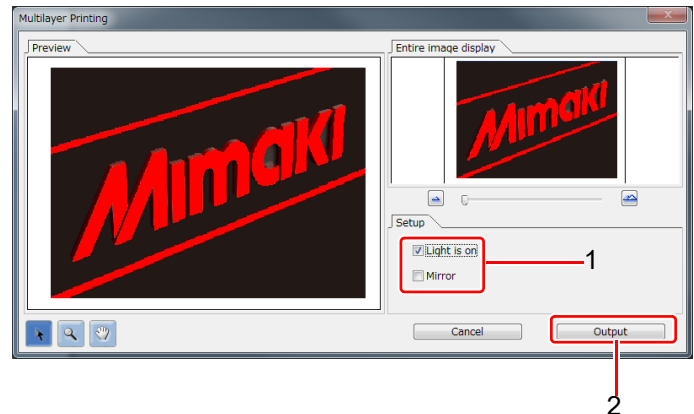 Multilayer Printing
Preview
Entire image display
Mimaki
Mimaki
Setup
Light is on
1
Mirror
Cancel
Output
2